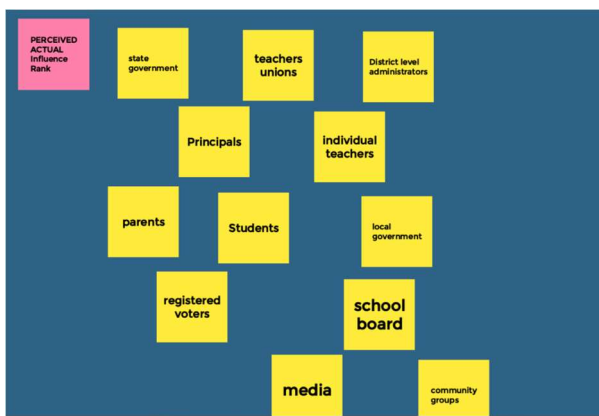 PERCEIVED
ACTUAL
Influence
Rank
state
government
teachers
unions
District level
administrators
Principals
individual
teachers
parents
Students
local
government
registered
voters
school
board
media
community
groups